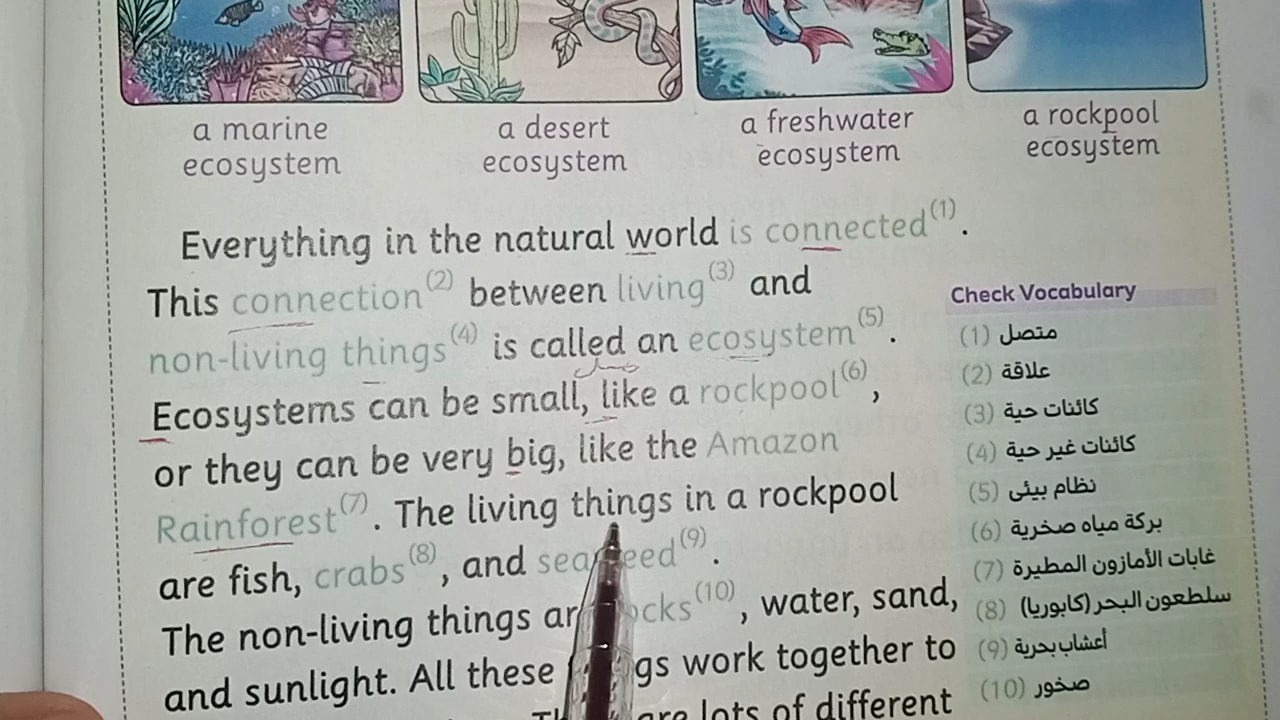 a marine
ecosystem
a desert
ecosystem
a freshwater
ecosystem
a rockpool
ecosystem
Everything in the natural world is connected(1).
This connection(2) between living(3) and
non-living things(4) is called an ecosystem(5).
Ecosystems can be small, like a rockpool(6),
or they can be very big, like the Amazon
Rainforest(7). The living things in a rockpool
are fish, crabs(8), and (9).
The non-living things (10), water, sand,
and sunlight. All these work together to
lots of different
Check Vocabulary
(1) متصل
(2) علاقة
(3) كائنات حية
(4) كائنات غير حية
(5) نظام بيئى
(6) بركة مياه صخرية
(7) غابات الأمازون المطيرة
(8) سلطعون البحر (كابوريا)
(9) أعشاب بحرية
(10) صخور